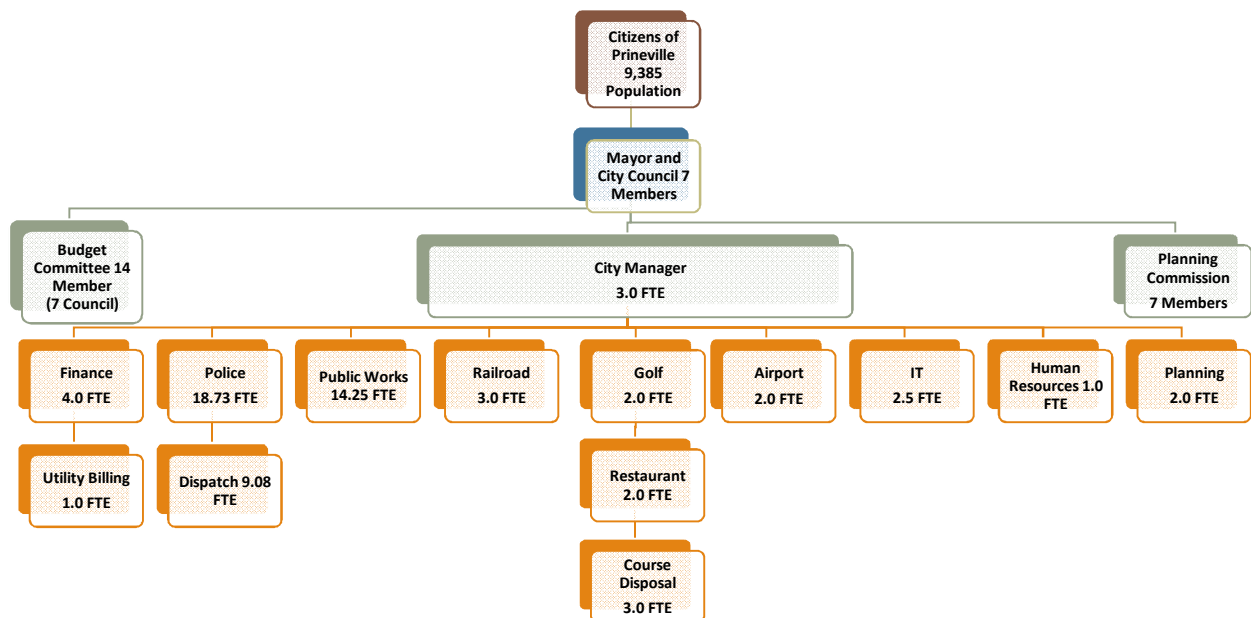 Citizens of
Prineville
9,385
Population
Mayor and
City Council 7
Members
Budget
Committee 14
Member
(7 Council)
City Manager
3.0 FTE
Planning
Commission
7 Members
Finance
4.0 FTE
Police
18.73 FTE
Public Works
14.25 FTE
Railroad
3.0 FTE
Golf
2.0 FTE
Airport
2.0 FTE
IT
2.5 FTE
Human
Resources 1.0
FTE
Planning
2.0 FTE
Utility Billing
1.0 FTE
Dispatch 9.08
FTE
Restaurant
2.0 FTE
Course
Disposal
3.0 FTE